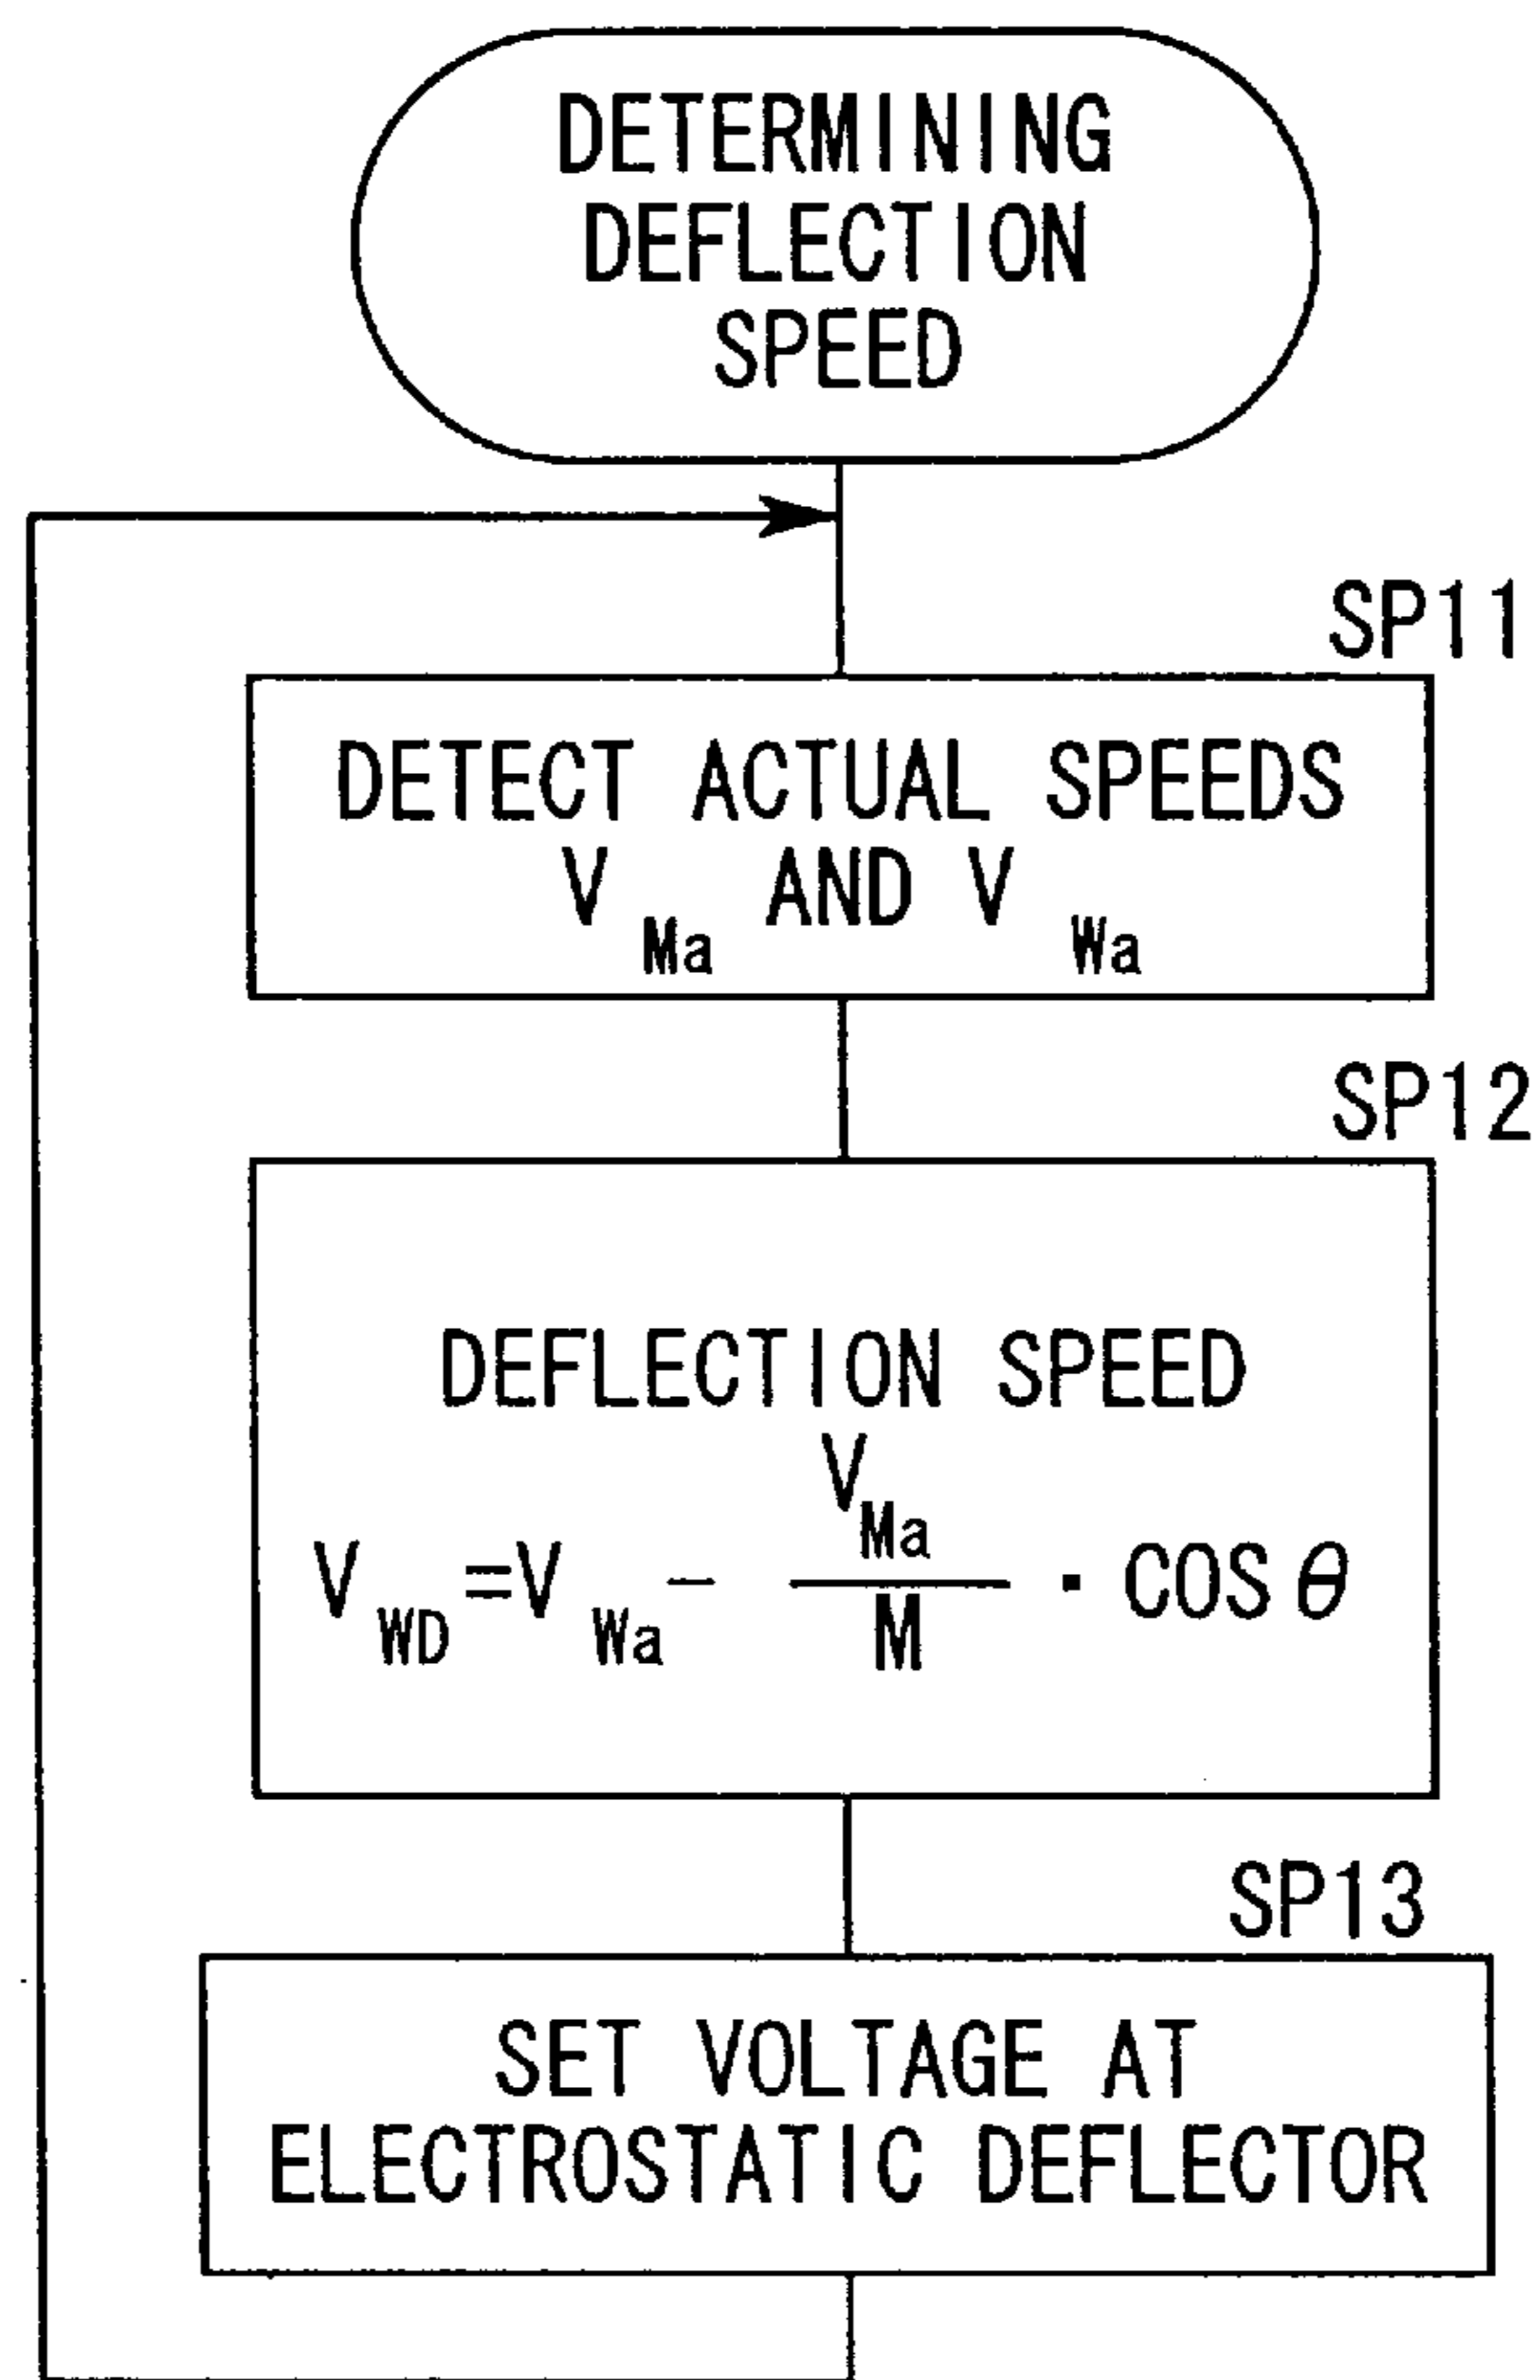 DETERMINING
DEFLECTION
SPEED
SP11
DETECT ACTUAL SPEEDS
V Ma AND V Wa
SP12
DEFLECTION SPEED
V Ma
V WD =V Wa - ―― · COS θ
M
SP13
SET VOLTAGE AT
ELECTROSTATIC DEFLECTOR